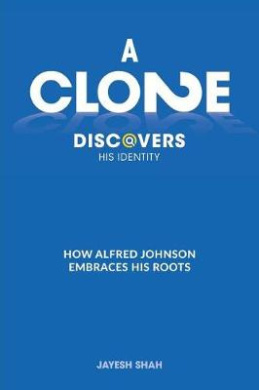 A
CLONE
DISC@VERS
HIS IDENTITY
HOW ALFRED JOHNSON
EMBRACES HIS ROOTS
JAYESH SHAH